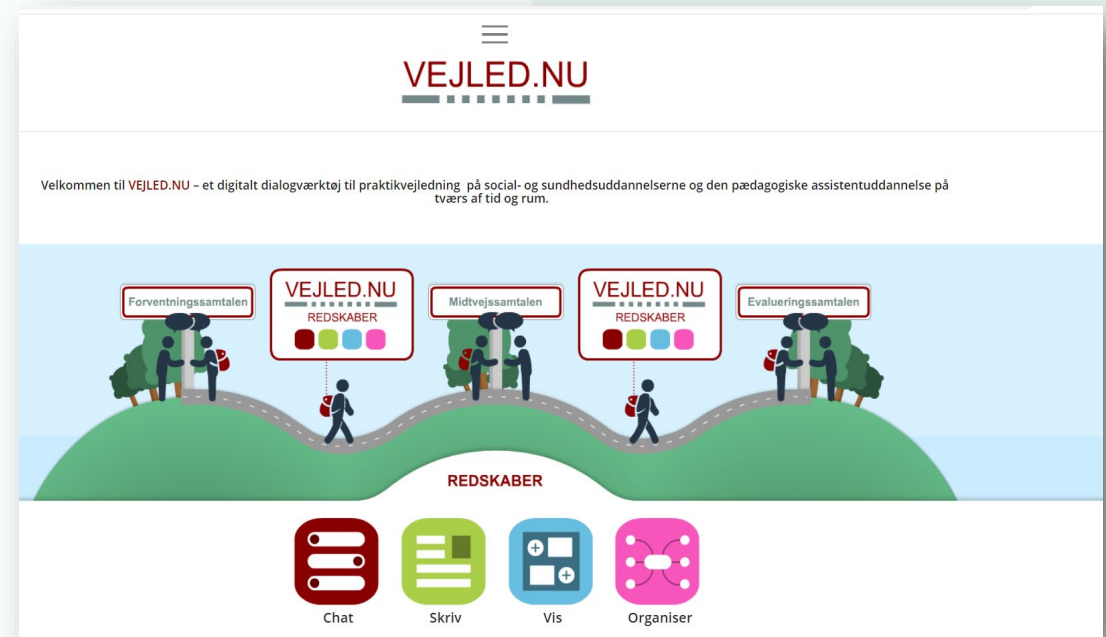 VEJLED.NU
Velkommen til VEJLED.NU – et digitalt dialogværktøj til praktikvejledning på social- og sundhedsuddannelserne og den pædagogiske assistentuddannelse på
tværs af tid og rum.
Forventningssamtalen
VEJLED.NU
REDSKABER
Midtvejssamtalen
VEJLED.NU
REDSKABER
Evalueringssamtalen
REDSKABER
Chat
Skriv
Vis
Organiser